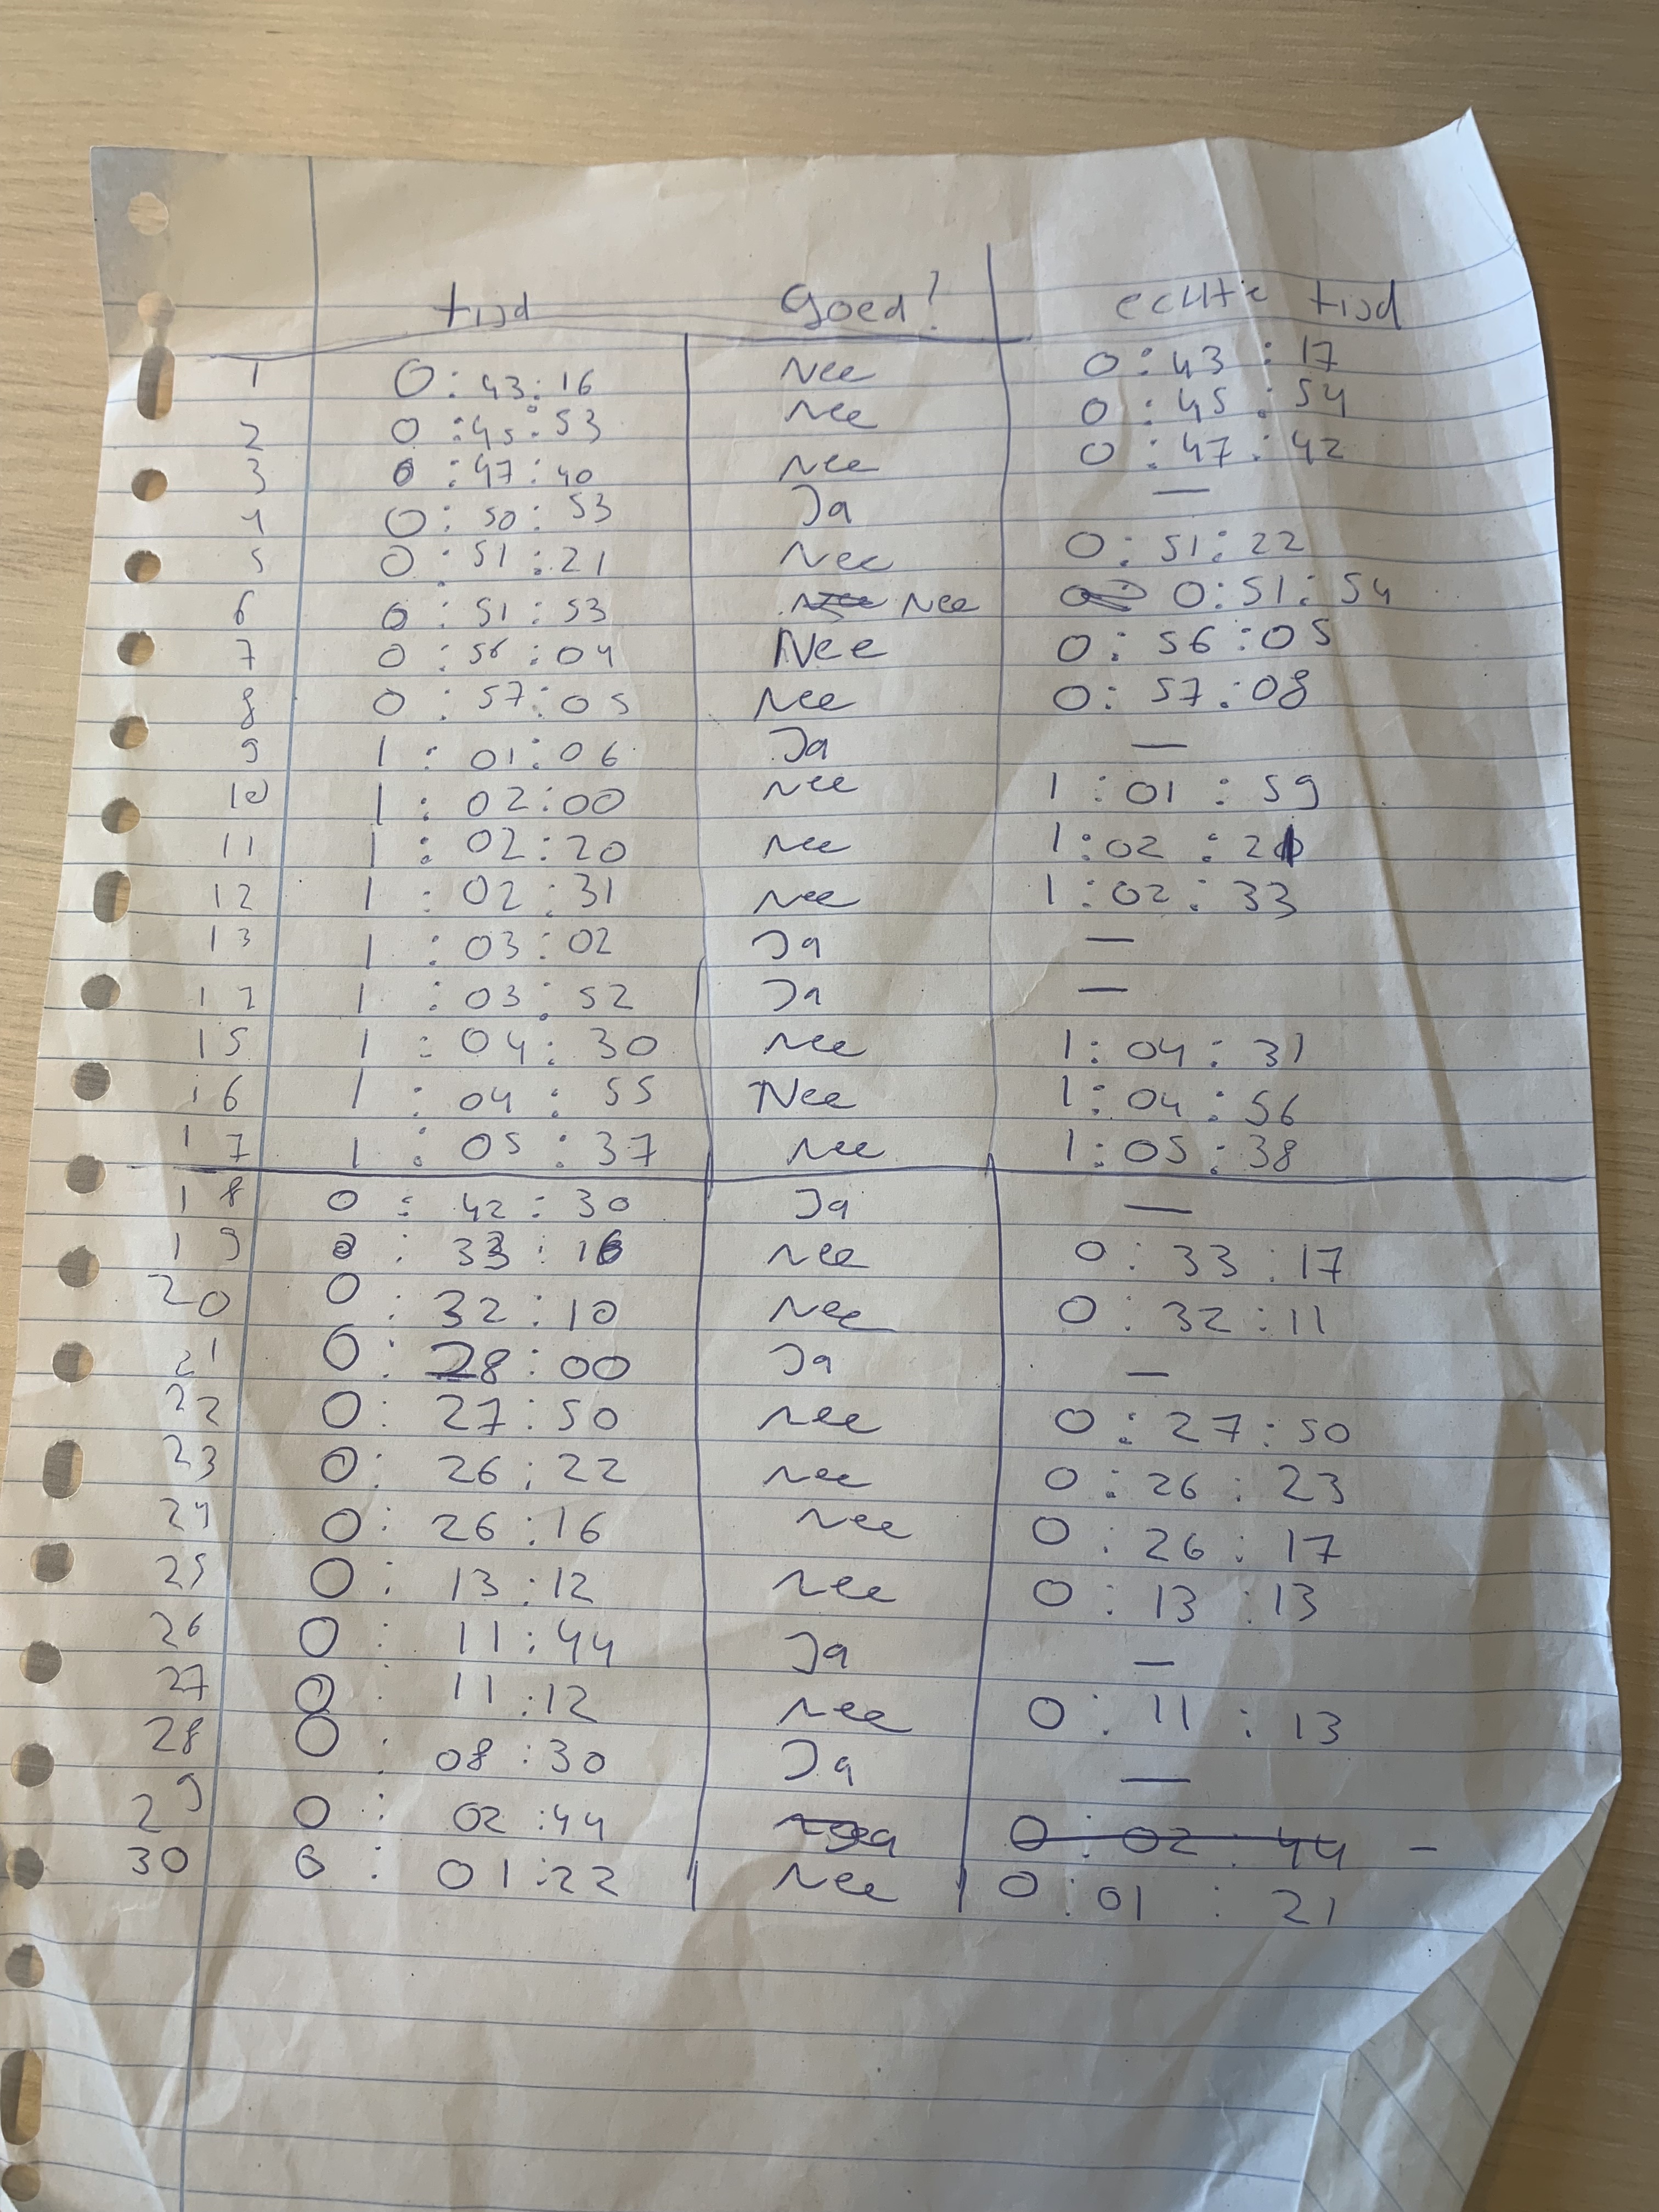 tijd Goed? echte tijd
1 0:43:16 Nee 0:43:17
2 0:45:53 Nee 0:45:54
3 0:47:40 Nee 0:47:42
4 0:50:53 Ja —
5 0:51:21 Nee 0:51:22
6 0:51:53 Nee 0:51:54
7 0:56:04 Nee 0:56:05
8 0:57:05 Nee 0:57:08
9 1:01:06 Ja —
10 1:02:00 Nee 1:01:59
11 1:02:20 Nee 1:02:21
12 1:02:31 Nee 1:02:33
13 1:03:02 Ja —
17 1:03:52 Ja —
15 1:04:30 Nee 1:04:31
16 1:04:55 Nee 1:04:56
17 1:05:37 Nee 1:05:38
18 0:42:30 Ja —
19 0:33:16 Nee 0:33:17
20 0:32:10 Nee 0:32:11
21 0:28:00 Ja —
22 0:27:50 Nee 0:27:50
23 0:26:22 Nee 0:26:23
24 0:26:16 Nee 0:26:17
25 0:13:12 Nee 0:13:13
26 0:11:44 Ja —
27 0:11:12 Nee 0:11:13
28 0:08:30 Ja —
29 0:02:44 Ja 0:02:44 —
30 0:01:22 Nee 0:01:21